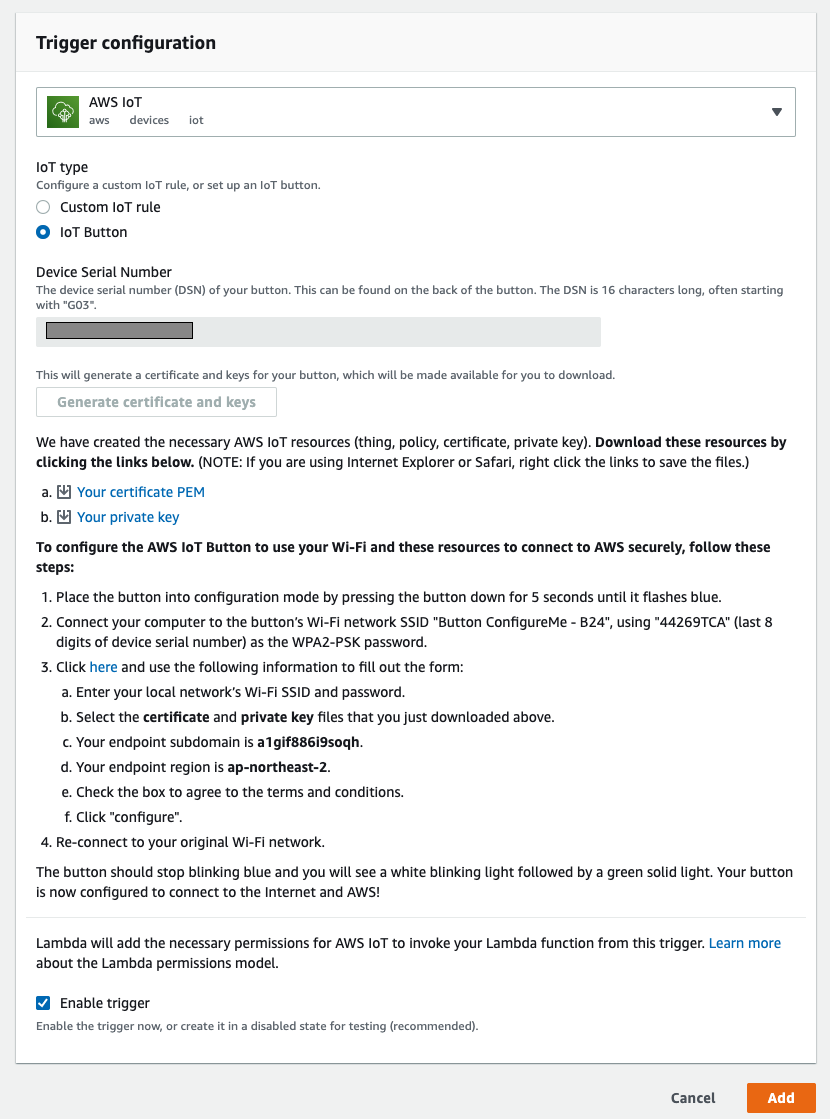 Trigger configuration
AWS IoT
aws devices iot
IoT type
Configure a custom IoT rule, or set up an IoT button.
Custom IoT rule
IoT Button
Device Serial Number
The device serial number (DSN) of your button. This can be found on the back of the button. The DSN is 16 characters long, often starting
with "G03".
This will generate a certificate and keys for your button, which will be made available for you to download.
Generate certificate and keys
We have created the necessary AWS IoT resources (thing, policy, certificate, private key). Download these resources by
clicking the links below. (NOTE: If you are using Internet Explorer or Safari, right click the links to save the files.)
a. Your certificate PEM
b. Your private key
To configure the AWS IoT Button to use your Wi-Fi and these resources to connect to AWS securely, follow these
steps:
1. Place the button into configuration mode by pressing the button down for 5 seconds until it flashes blue.
2. Connect your computer to the button’s Wi-Fi network SSID "Button ConfigureMe - B24", using "44269TCA" (last 8
digits of device serial number) as the WPA2-PSK password.
3. Click here and use the following information to fill out the form:
a. Enter your local network’s Wi-Fi SSID and password.
b. Select the certificate and private key files that you just downloaded above.
c. Your endpoint subdomain is a1gif886i9soqh.
d. Your endpoint region is ap-northeast-2.
e. Check the box to agree to the terms and conditions.
f. Click "configure".
4. Re-connect to your original Wi-Fi network.
The button should stop blinking blue and you will see a white blinking light followed by a green solid light. Your button
is now configured to connect to the Internet and AWS!
Lambda will add the necessary permissions for AWS IoT to invoke your Lambda function from this trigger. Learn more
about the Lambda permissions model.
Enable trigger
Enable the trigger now, or create it in a disabled state for testing (recommended).
Cancel Add